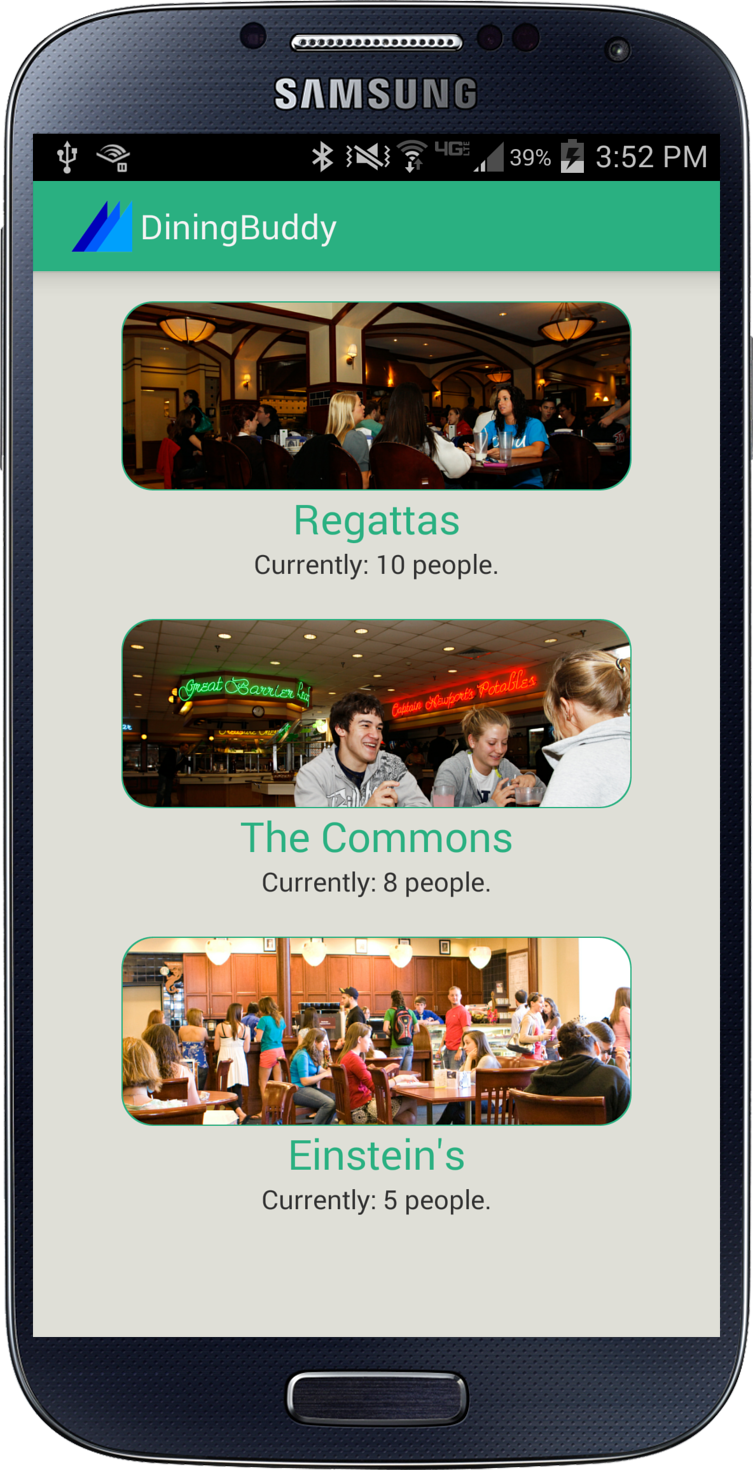 SAMSUNG
4G LTE 39% 3:52 PM
DiningBuddy
Regattas
Currently: 10 people.
Great Barrier
Captain Newport's Potables
The Commons
Currently: 8 people.
Einstein's
Currently: 5 people.